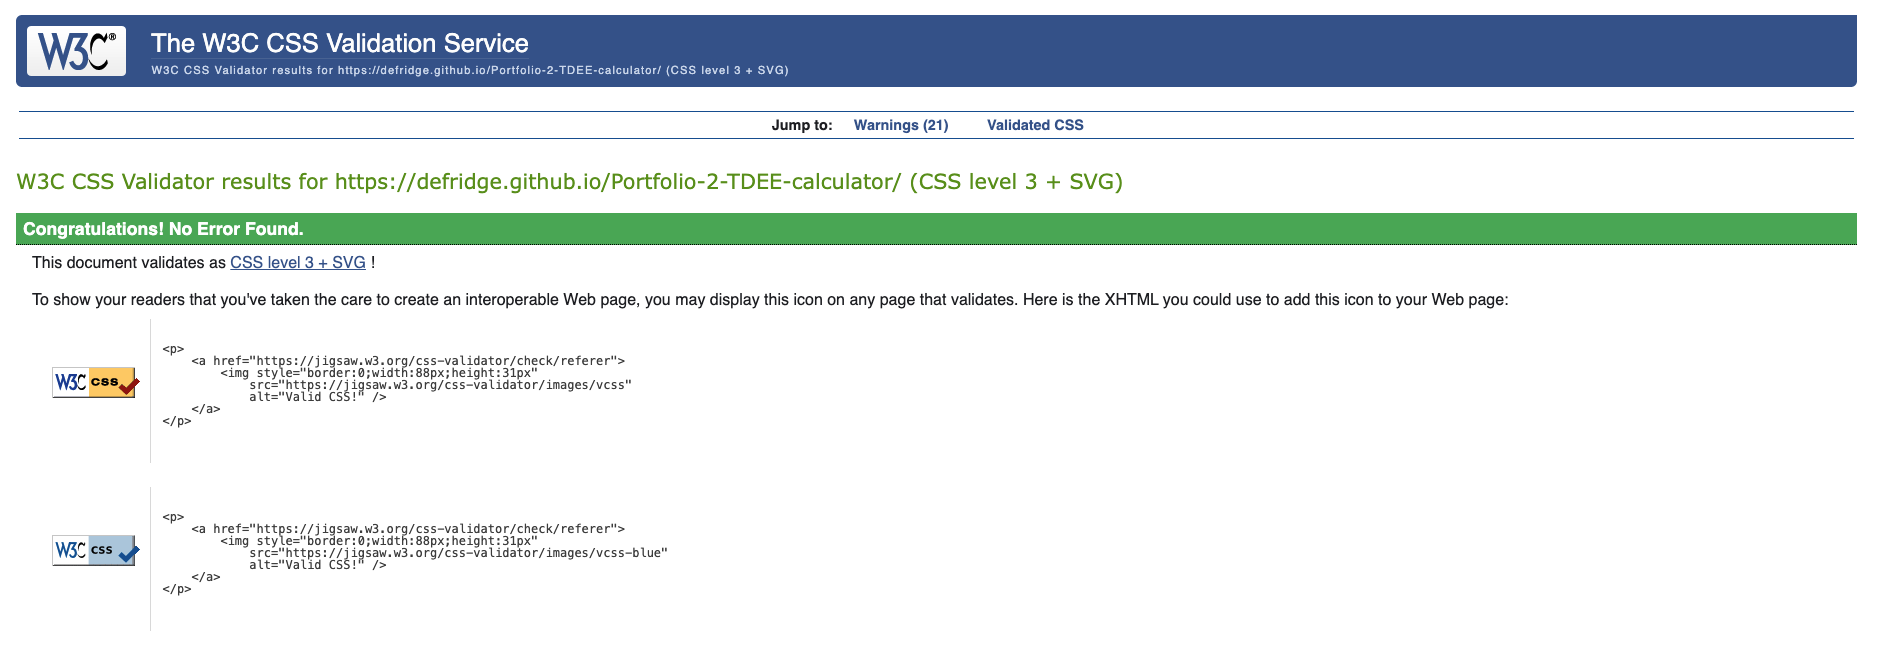 W3C®
The W3C CSS Validation Service
W3C CSS Validator results for https://defridge.github.io/Portfolio-2-TDEE-calculator/ (CSS level 3 + SVG)
Jump to: Warnings (21) Validated CSS
W3C CSS Validator results for https://defridge.github.io/Portfolio-2-TDEE-calculator/ (CSS level 3 + SVG)
Congratulations! No Error Found.
This document validates as CSS level 3 + SVG !
To show your readers that you've taken the care to create an interoperable Web page, you may display this icon on any page that validates. Here is the XHTML you could use to add this icon to your Web page:
W3C css
<p>
    <a href="https://jigsaw.w3.org/css-validator/check/referer">
        <img style="border:0;width:88px;height:31px"
            src="https://jigsaw.w3.org/css-validator/images/vcss"
            alt="Valid CSS!" />
    </a>
</p>
W3C css
<p>
    <a href="https://jigsaw.w3.org/css-validator/check/referer">
        <img style="border:0;width:88px;height:31px"
            src="https://jigsaw.w3.org/css-validator/images/vcss-blue"
            alt="Valid CSS!" />
    </a>
</p>